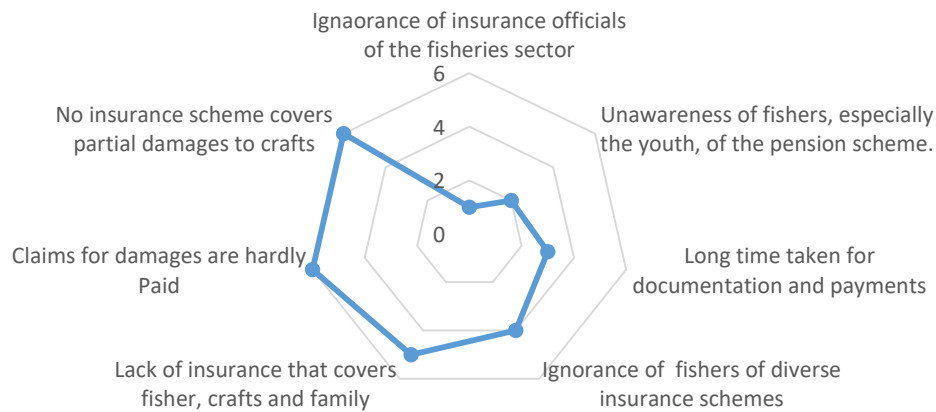 Ignaorance of insurance officials
of the fisheries sector
6
4
2
0
Unawareness of fishers, especially
the youth, of the pension scheme.
Long time taken for
documentation and payments
Ignorance of  fishers of diverse
insurance schemes
Lack of insurance that covers
fisher, crafts and family
Claims for damages are hardly
Paid
No insurance scheme covers
partial damages to crafts